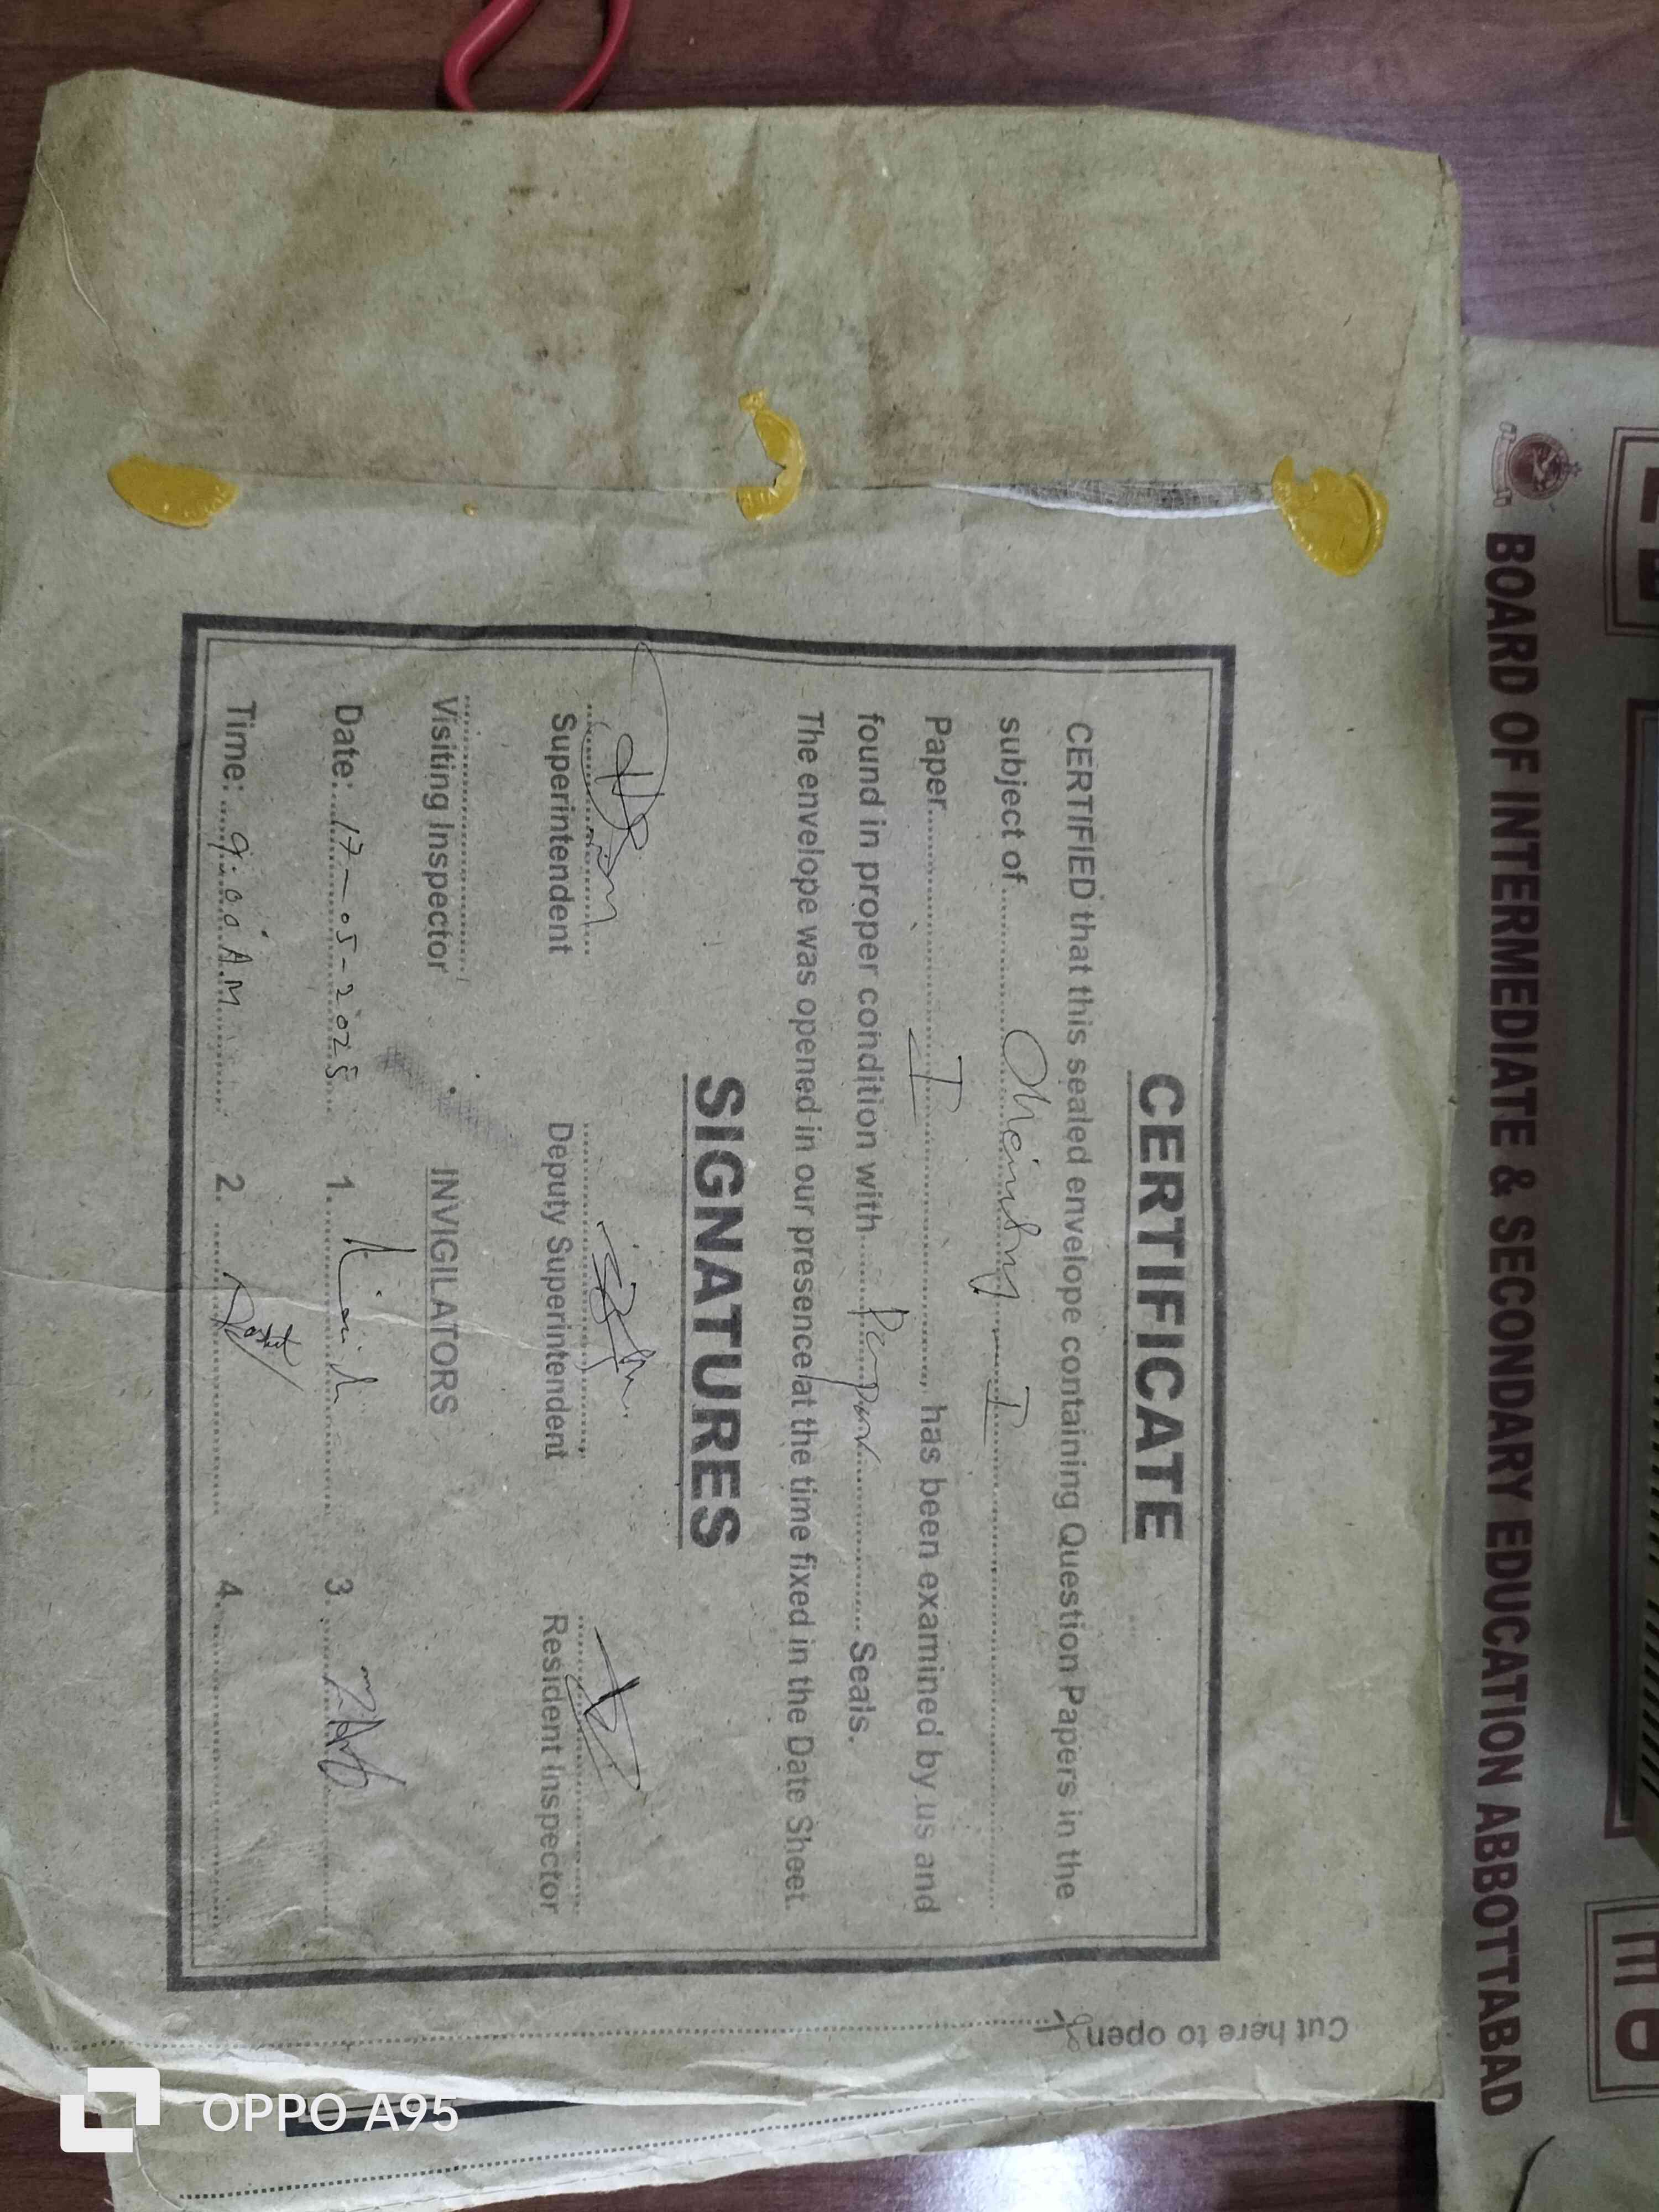 BOARD OF INTERMEDIATE & SECONDARY EDUCATION ABBOTTABAD
CERTIFICATE
CERTIFIED that this sealed envelope containing Question Papers in the
subject of.......... I
Paper.......... I .........., has been examined by us and
found in proper condition with .......... Seals.
The envelope was opened in our presence at the time fixed in the Date Sheet.
SIGNATURES
Superintendent Deputy Superintendent Resident Inspector
Visiting Inspector INVIGILATORS
Date: 17-05-2025 1. 3.
Time: 9:00 A.M 2. 4.
Cut here to open
OPPO A95